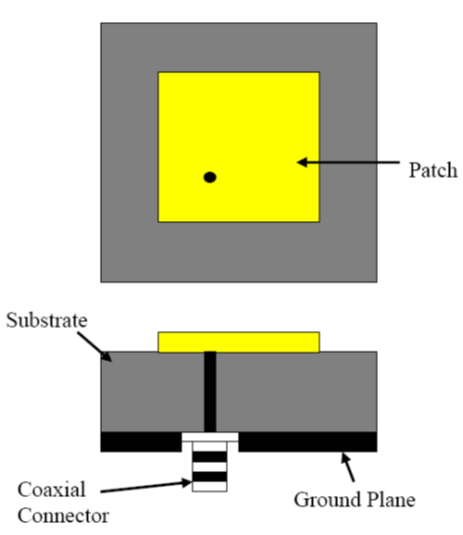 Patch
Substrate
Coaxial
Connector
Ground Plane